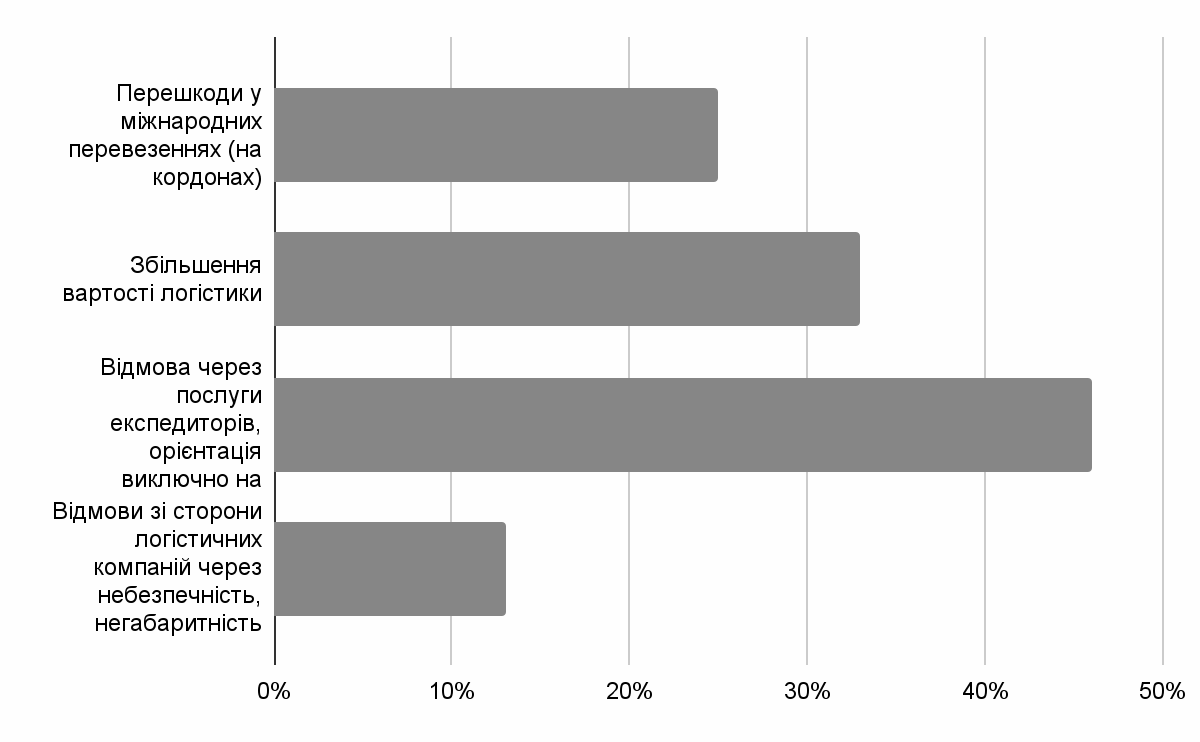 Перешкоди у
міжнародних
перевезеннях (на
кордонах)
Збільшення
вартості логістики
Відмова через
послуги
експедиторів,
орієнтація
виключно на
Відмови зі сторони
логістичних
компаній через
небезпечність,
негабаритність
0% 10% 20% 30% 40% 50%